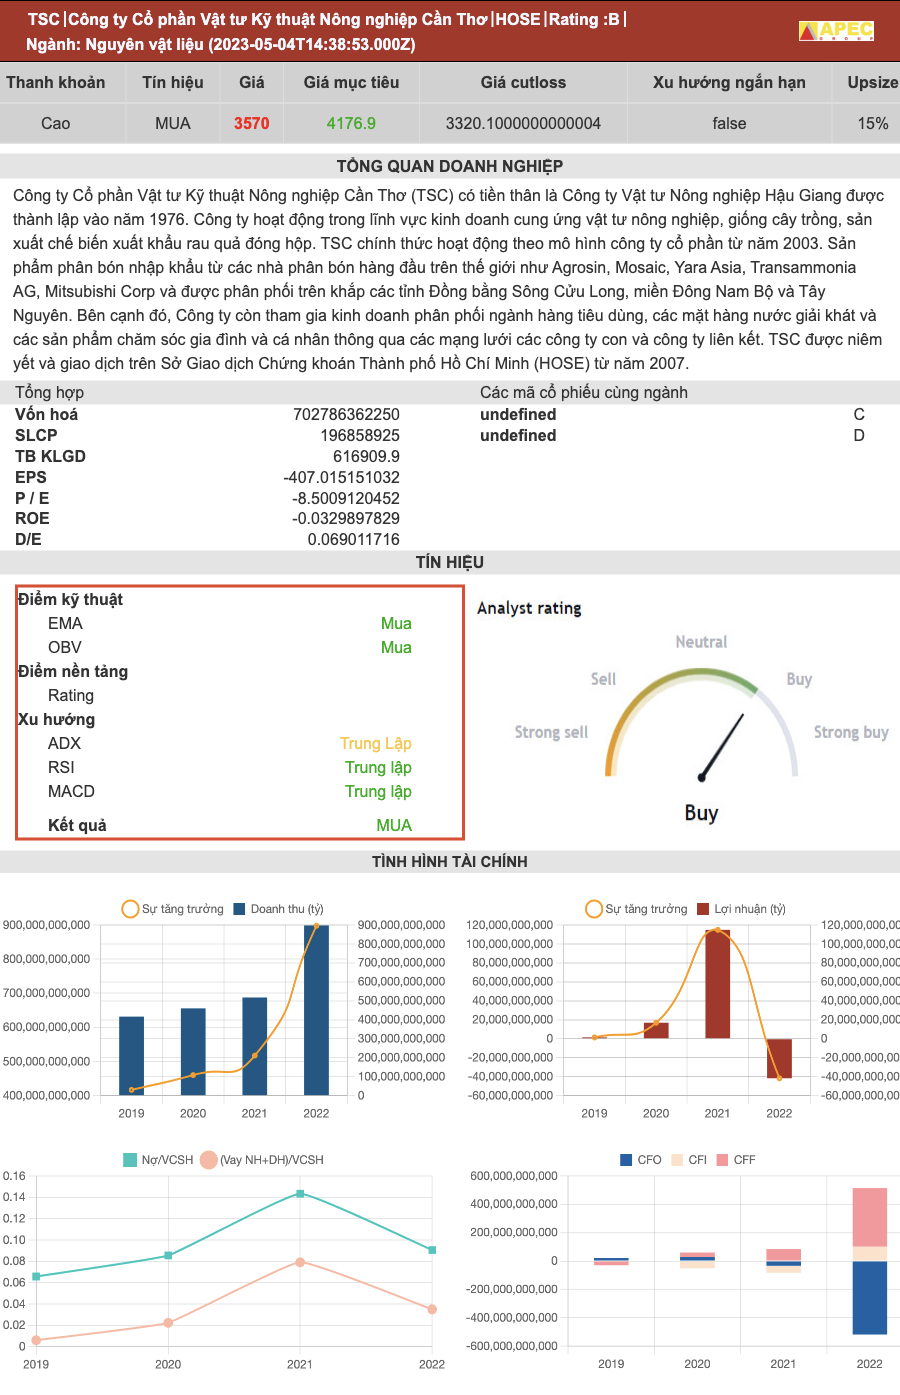 TSC |Công ty Cổ phần Vật tư Kỹ thuật Nông nghiệp Cần Thơ |HOSE |Rating :B |
Ngành: Nguyên vật liệu (2023-05-04T14:38:53.000Z)
APEC
GROUP
Thanh khoản Tín hiệu Giá Giá mục tiêu Giá cutloss Xu hướng ngắn hạn Upsize
Cao MUA 3570 4176.9 3320.1000000000004 false 15%
TỔNG QUAN DOANH NGHIỆP
Công ty Cổ phần Vật tư Kỹ thuật Nông nghiệp Cần Thơ (TSC) có tiền thân là Công ty Vật tư Nông nghiệp Hậu Giang được
thành lập vào năm 1976. Công ty hoạt động trong lĩnh vực kinh doanh cung ứng vật tư nông nghiệp, giống cây trồng, sản
xuất chế biến xuất khẩu rau quả đóng hộp. TSC chính thức hoạt động theo mô hình công ty cổ phần từ năm 2003. Sản
phẩm phân bón nhập khẩu từ các nhà phân bón hàng đầu trên thế giới như Agrosin, Mosaic, Yara Asia, Transammonia
AG, Mitsubishi Corp và được phân phối trên khắp các tỉnh Đồng bằng Sông Cửu Long, miền Đông Nam Bộ và Tây
Nguyên. Bên cạnh đó, Công ty còn tham gia kinh doanh phân phối ngành hàng tiêu dùng, các mặt hàng nước giải khát và
các sản phẩm chăm sóc gia đình và cá nhân thông qua các mạng lưới các công ty con và công ty liên kết. TSC được niêm
yết và giao dịch trên Sở Giao dịch Chứng khoán Thành phố Hồ Chí Minh (HOSE) từ năm 2007.
Tổng hợp Các mã cổ phiếu cùng ngành
Vốn hoá 702786362250 undefined C
SLCP 196858925 undefined D
TB KLGD 616909.9
EPS -407.015151032
P / E -8.5009120452
ROE -0.0329897829
D/E 0.069011716
TÍN HIỆU
Điểm kỹ thuật
EMA Mua
OBV Mua
Điểm nền tảng
Rating
Xu hướng
ADX Trung Lập
RSI Trung lập
MACD Trung lập
Kết quả MUA
Analyst rating
Neutral
Sell Buy
Strong sell Strong buy
Buy
TÌNH HÌNH TÀI CHÍNH
Sự tăng trưởng Doanh thu (tỷ)
900,000,000,000 900,000,000,000
800,000,000,000
800,000,000,000 700,000,000,000
600,000,000,000
700,000,000,000 500,000,000,000
600,000,000,000 400,000,000,000
300,000,000,000
500,000,000,000 200,000,000,000
100,000,000,000
400,000,000,000 0
2019 2020 2021 2022
Sự tăng trưởng Lợi nhuận (tỷ)
120,000,000,000 120,000,000,00
100,000,000,000 100,000,000,00
80,000,000,000 80,000,000,000
60,000,000,000 60,000,000,000
40,000,000,000 40,000,000,000
20,000,000,000 20,000,000,000
0 0
-20,000,000,000 -20,000,000,00
-40,000,000,000 -40,000,000,00
-60,000,000,000 -60,000,000,00
2019 2020 2021 2022
Nợ/VCSH (Vay NH+DH)/VCSH
0.16
0.14
0.12
0.10
0.08
0.06
0.04
0.02
0
2019 2020 2021 2022
CFO CFI CFF
600,000,000,000
400,000,000,000
200,000,000,000
0
-200,000,000,000
-400,000,000,000
-600,000,000,000
2019 2020 2021 2022